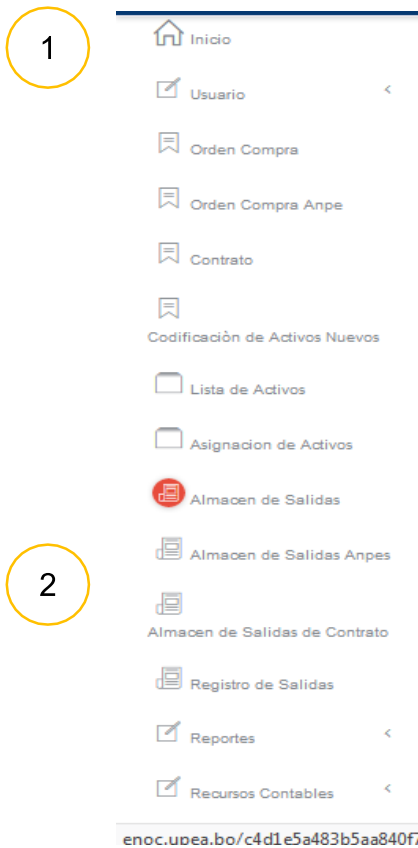 1
Inicio
Usuario
Orden Compra
Orden Compra Anpe
Contrato
Codificaciòn de Activos Nuevos
Lista de Activos
Asignacion de Activos
Almacen de Salidas
Almacen de Salidas Anpes
2
Almacen de Salidas de Contrato
Registro de Salidas
Reportes
Recursos Contables
enoc.upea.bo/c4d1e5a483b5aa840f7